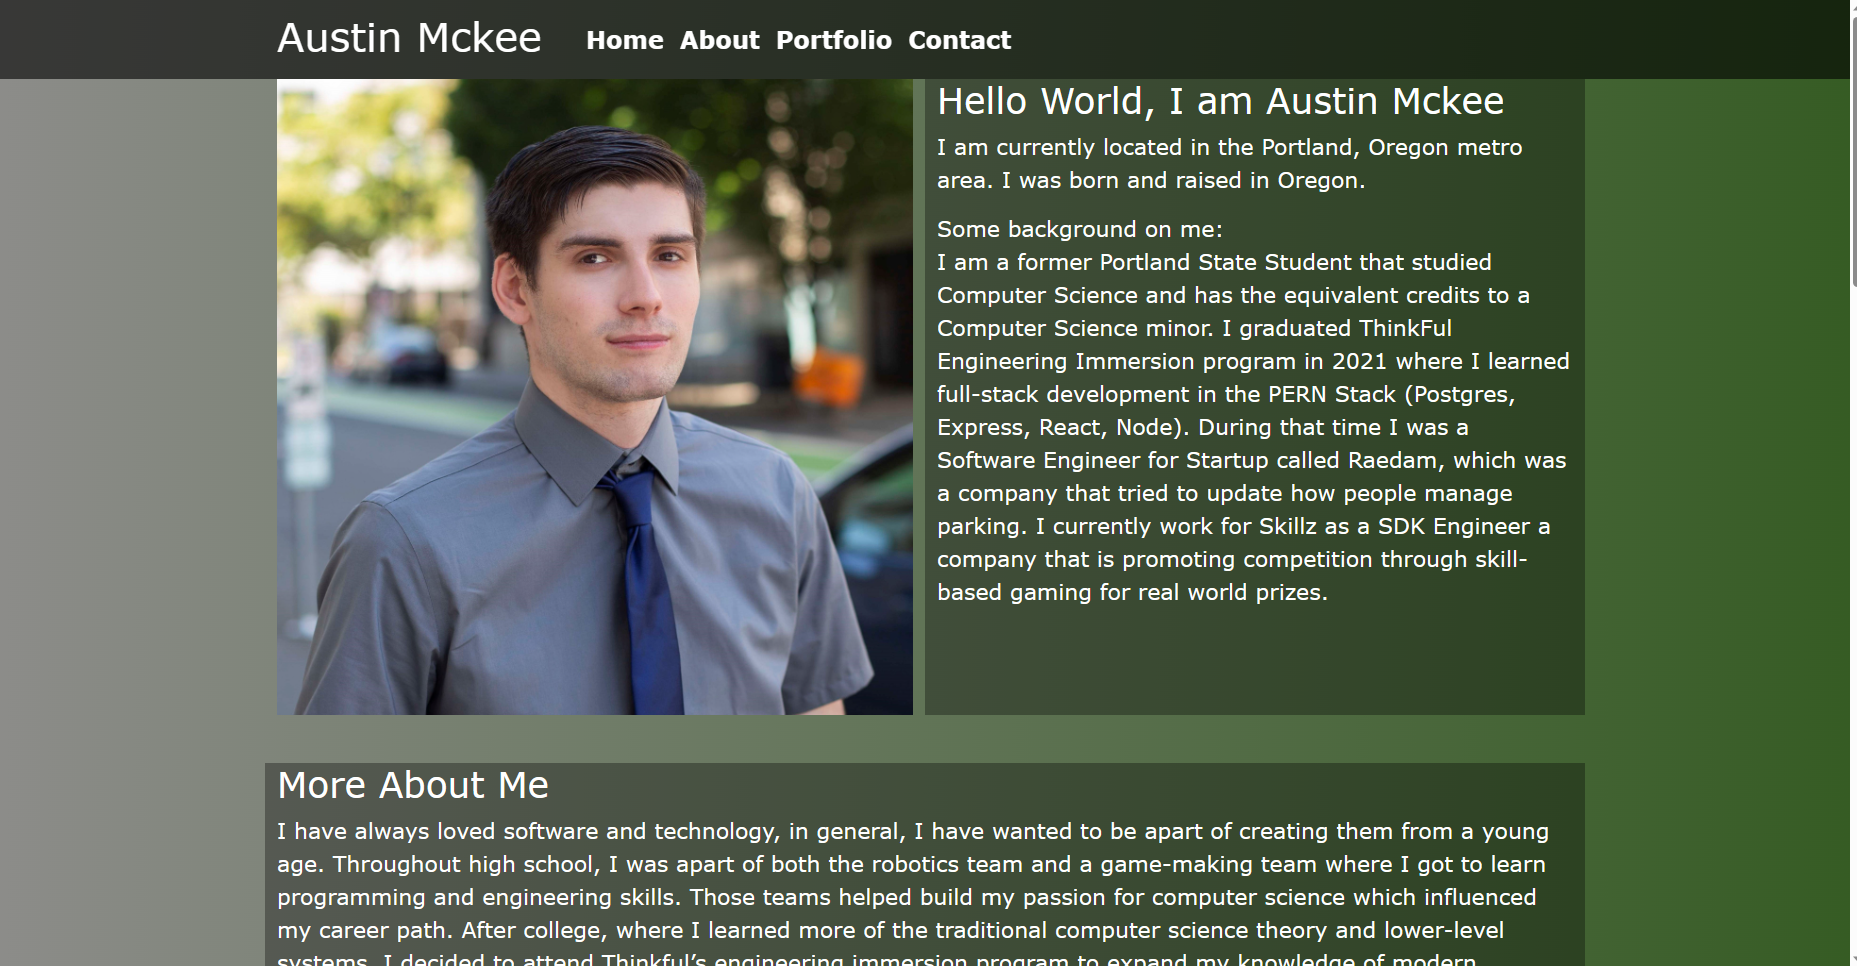 Austin Mckee
Home About Portfolio Contact
Hello World, I am Austin Mckee
I am currently located in the Portland, Oregon metro
area. I was born and raised in Oregon.
Some background on me:
I am a former Portland State Student that studied
Computer Science and has the equivalent credits to a
Computer Science minor. I graduated ThinkFul
Engineering Immersion program in 2021 where I learned
full-stack development in the PERN Stack (Postgres,
Express, React, Node). During that time I was a
Software Engineer for Startup called Raedam, which was
a company that tried to update how people manage
parking. I currently work for Skillz as a SDK Engineer a
company that is promoting competition through skill-
based gaming for real world prizes.
More About Me
I have always loved software and technology, in general, I have wanted to be apart of creating them from a young
age. Throughout high school, I was apart of both the robotics team and a game-making team where I got to learn
programming and engineering skills. Those teams helped build my passion for computer science which influenced
my career path. After college, where I learned more of the traditional computer science theory and lower-level
systems, I decided to attend Thinkful’s engineering immersion program to expand my knowledge of modern